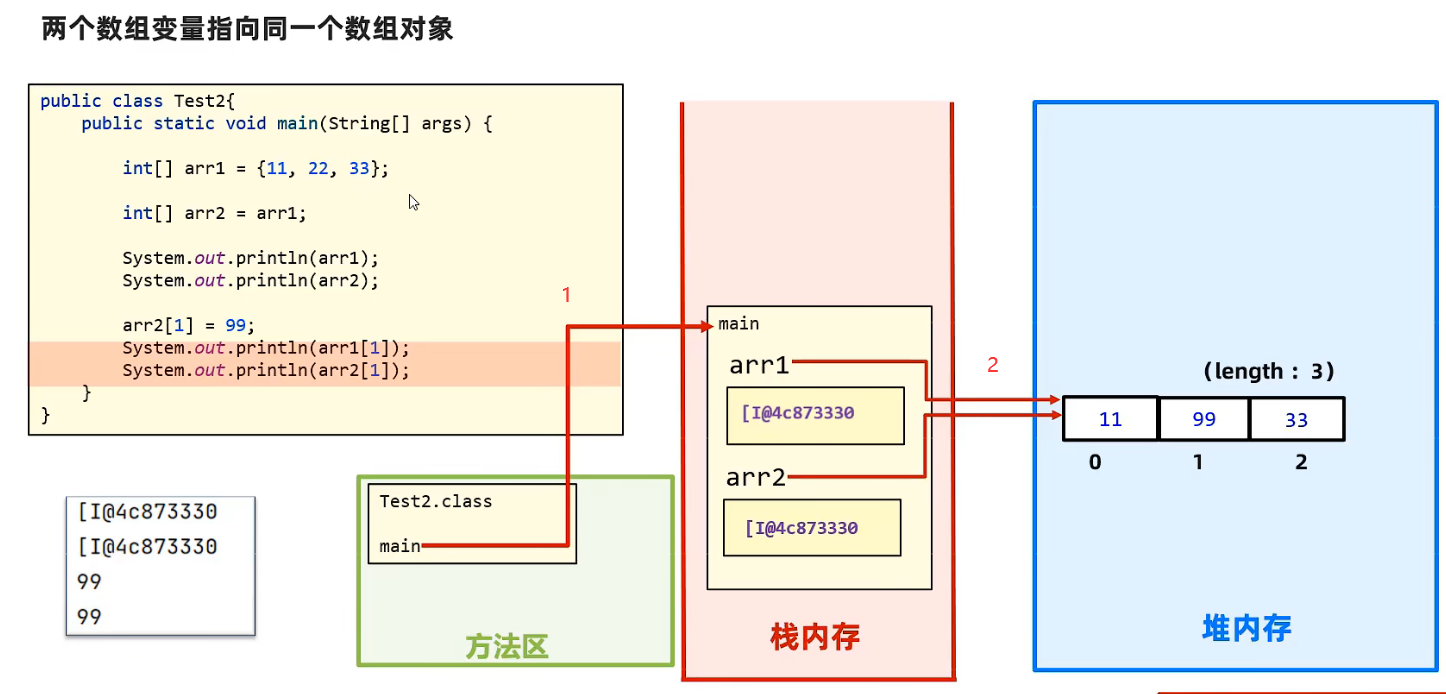 两个数组变量指向同一个数组对象
public class Test2{
public static void main(String[] args) {
int[] arr1 = {11, 22, 33};
int[] arr2 = arr1;
System.out.println(arr1);
System.out.println(arr2);
arr2[1] = 99;
System.out.println(arr1[1]);
System.out.println(arr2[1]);
}
}
[I@4c873330
[I@4c873330
99
99
Test2.class
main
方法区
1
main
arr1
[I@4c873330
arr2
[I@4c873330
栈内存
2
(length : 3)
11 99 33
0 1 2
堆内存